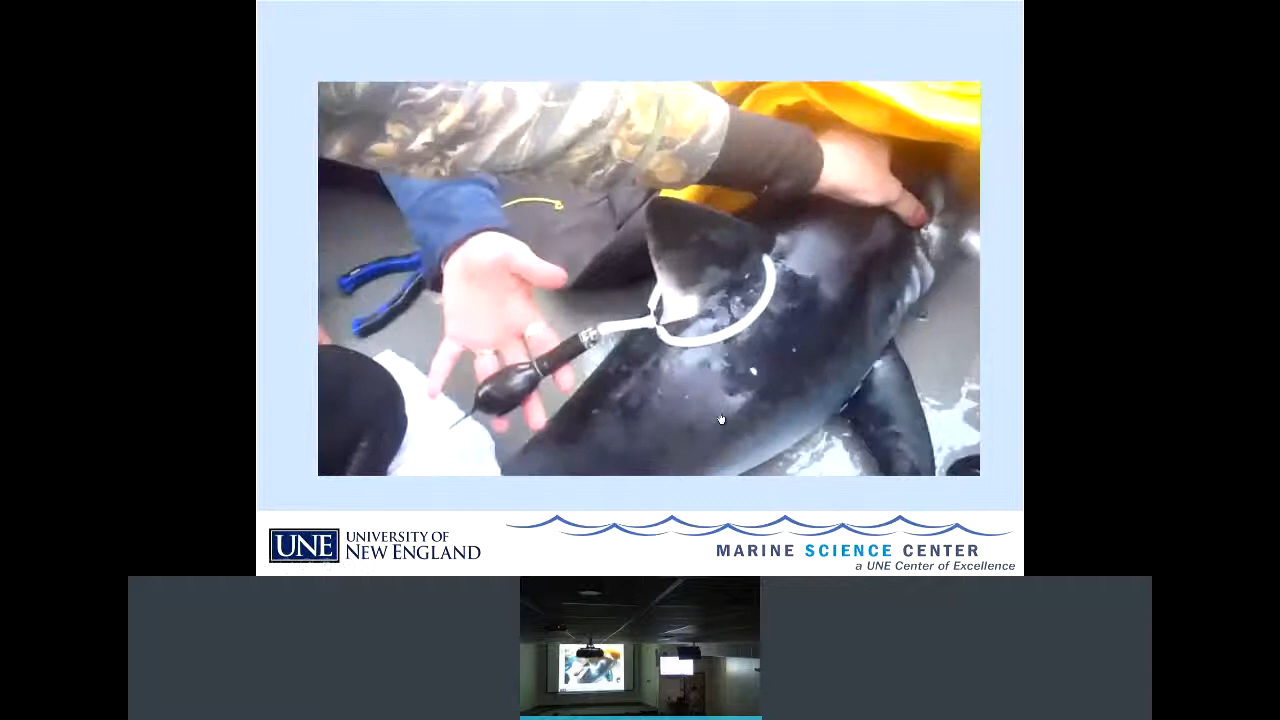 UNE
UNIVERSITY OF
NEW ENGLAND
MARINE SCIENCE CENTER
a UNE Center of Excellence